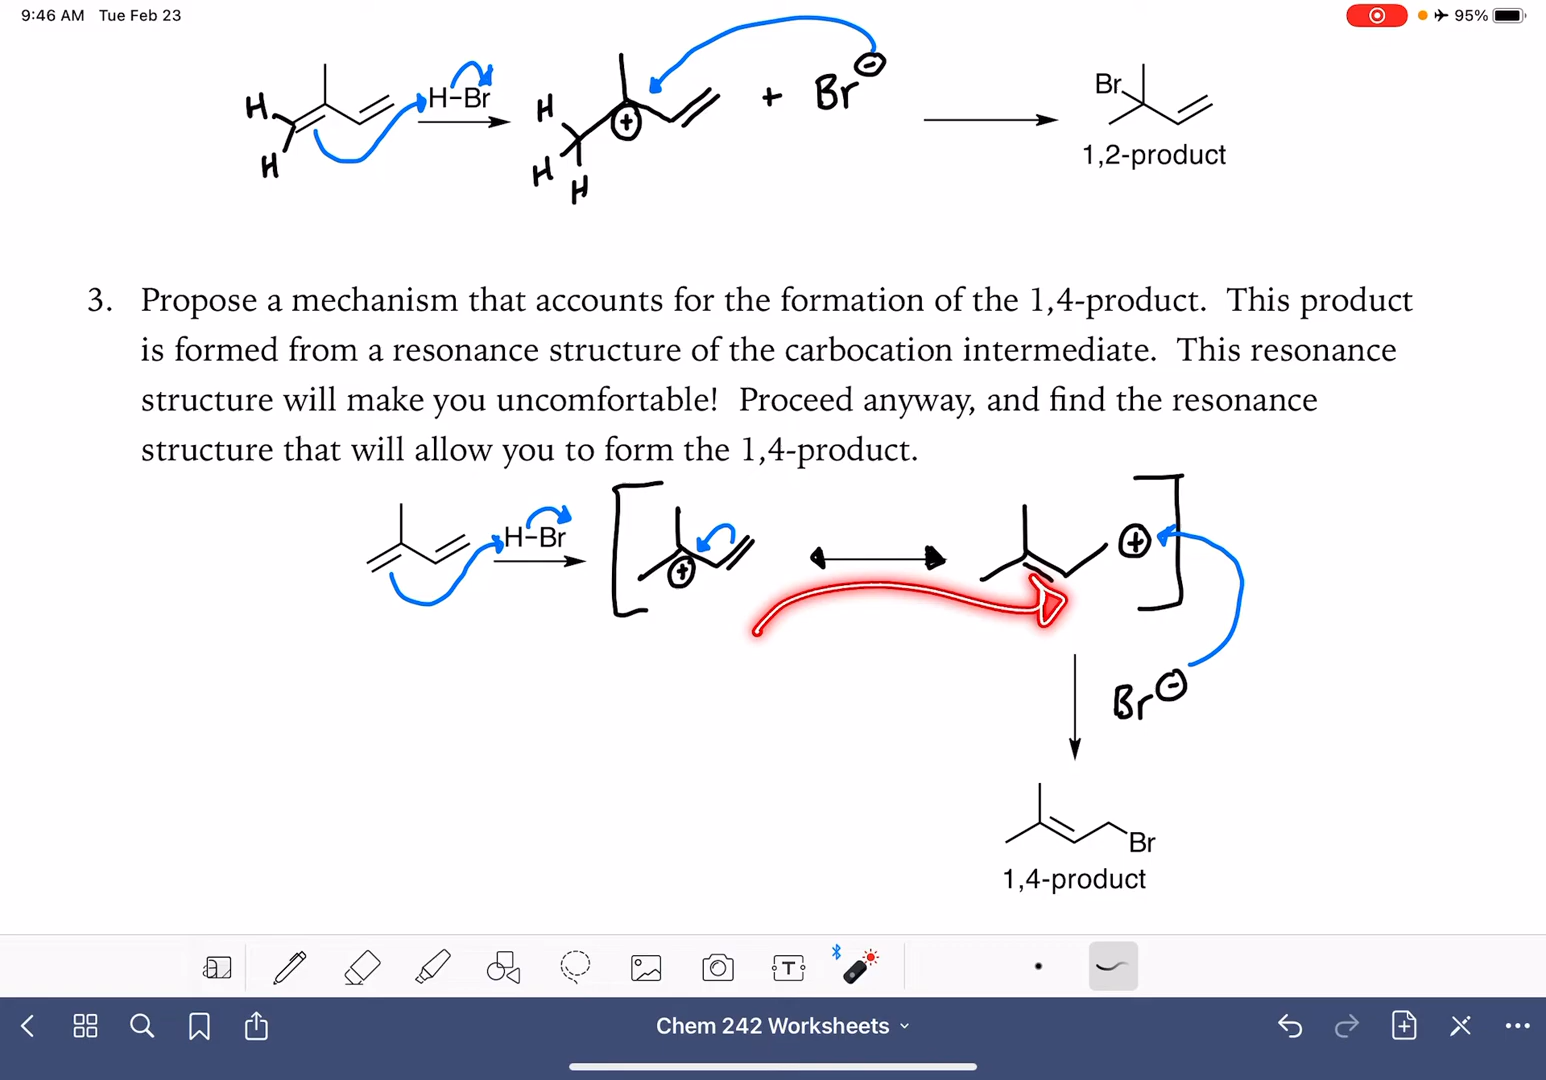 9:46 AM Tue Feb 23
95%
H
H
H-Br
H
H
H
+
+ Br -
Br
1,2-product
3. Propose a mechanism that accounts for the formation of the 1,4-product. This product
is formed from a resonance structure of the carbocation intermediate. This resonance
structure will make you uncomfortable! Proceed anyway, and find the resonance
structure that will allow you to form the 1,4-product.
H-Br
+
+
Br -
Br
1,4-product
a
T
Chem 242 Worksheets